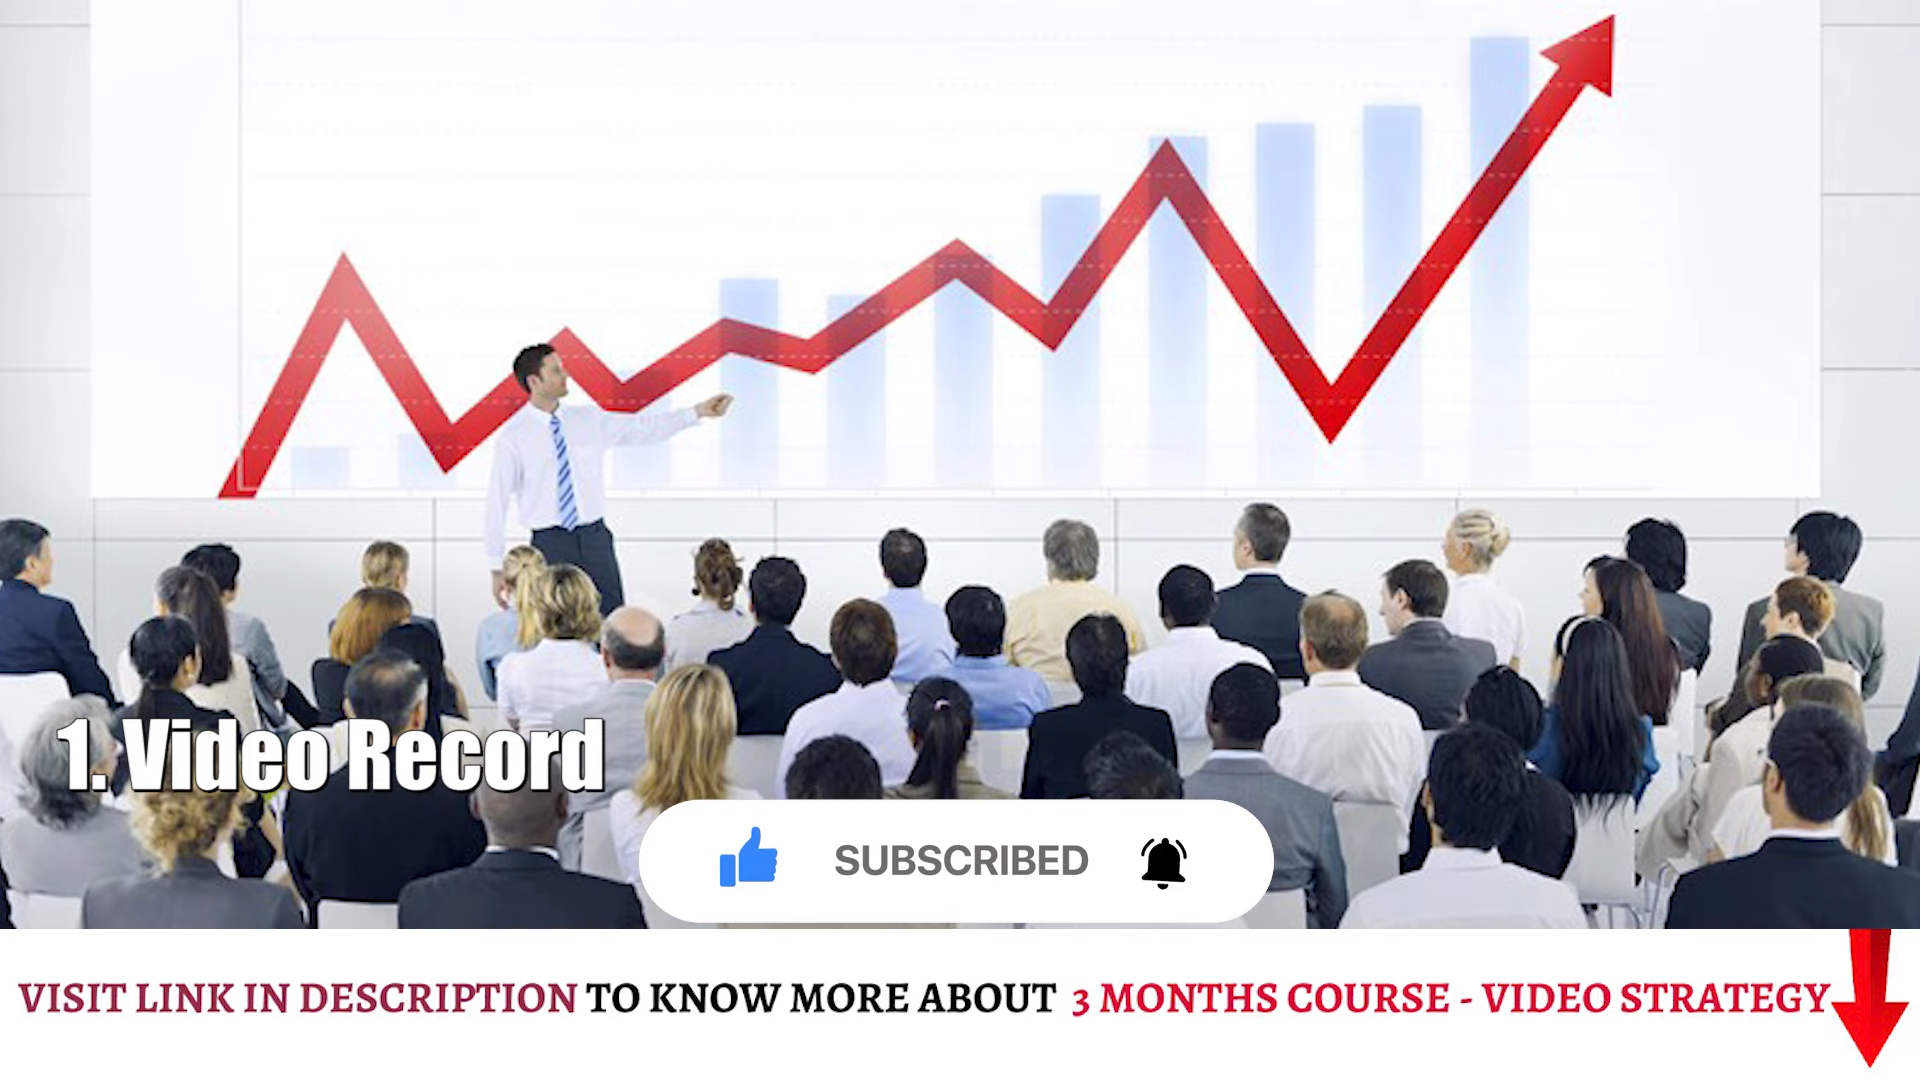 1. Video Record
SUBSCRIBED
VISIT LINK IN DESCRIPTION TO KNOW MORE ABOUT 3 MONTHS COURSE - VIDEO STRATEGY